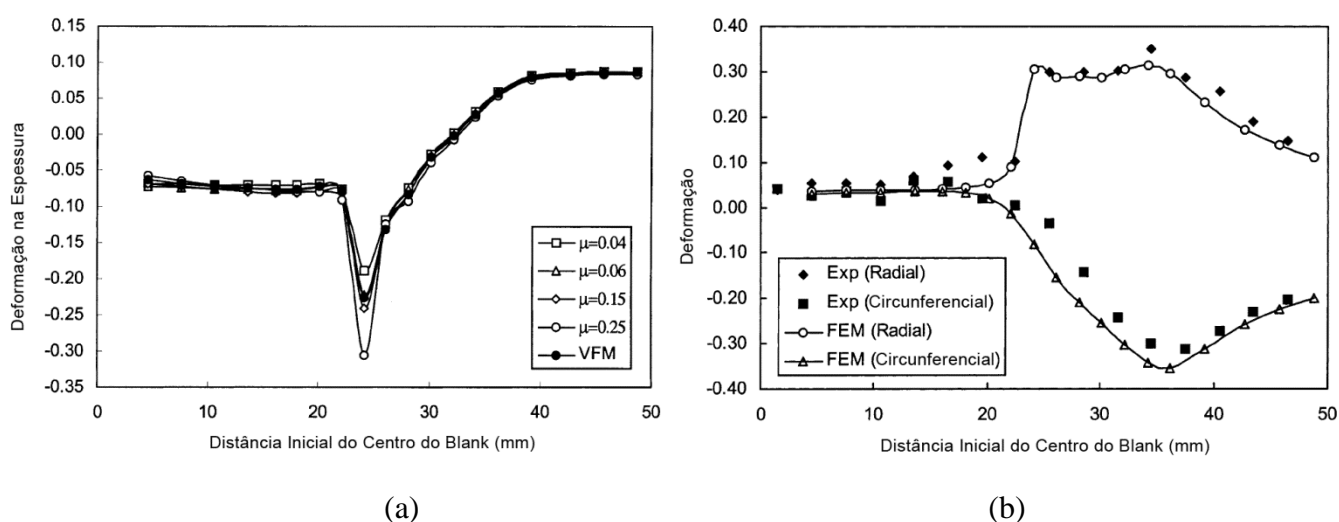 0.15
0.10
0.05
0.00
-0.05
-0.10
-0.15
-0.20
-0.25
-0.30
-0.35
Deformação na Espessura
μ=0.04
μ=0.06
μ=0.15
μ=0.25
VFM
0
10
20
30
40
50
Distância Inicial do Centro do Blank (mm)
(a)
0.40
0.30
0.20
0.10
0.00
-0.10
-0.20
-0.30
-0.40
Deformação
Exp (Radial)
Exp (Circunferencial)
FEM (Radial)
FEM (Circunferencial)
0
10
20
30
40
50
Distância Inicial do Centro do Blank (mm)
(b)